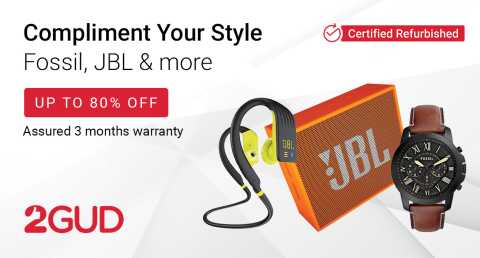 Compliment Your Style
Certified Refurbished
Fossil, JBL & more
UP TO 80% OFF
Assured 3 months warranty
JBL
JBL
FOSSIL
2GUD